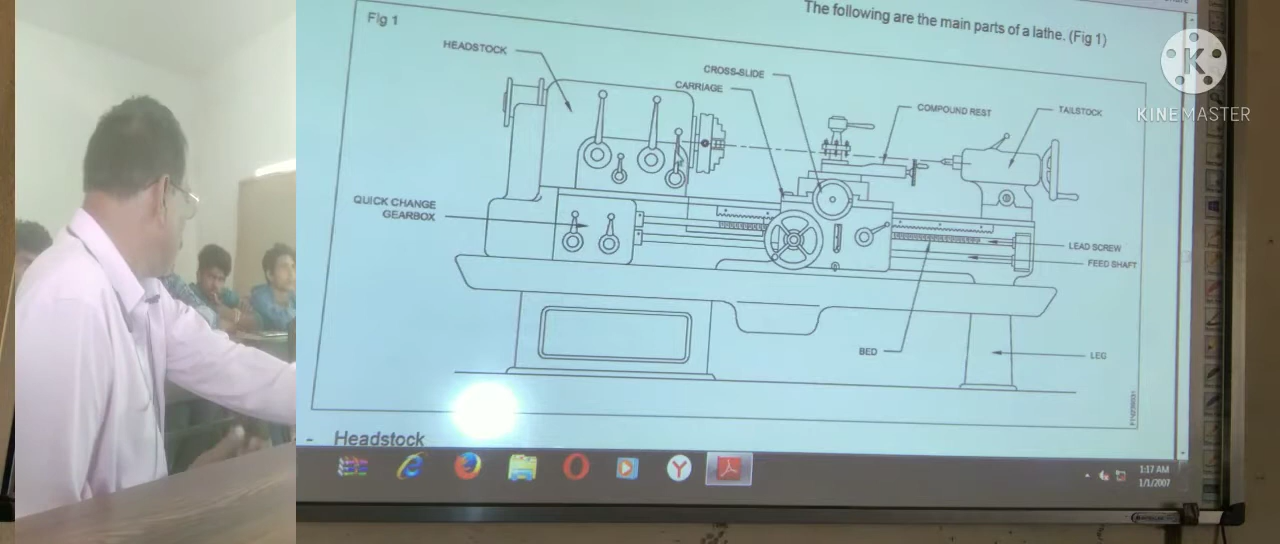 The following are the main parts of a lathe. (Fig 1)
Fig 1
HEADSTOCK
CROSS-SLIDE
CARRIAGE
COMPOUND REST
TAILSTOCK
QUICK CHANGE
GEARBOX
LEAD SCREW
FEED SHAFT
BED
LEG
- Headstock
1:17 AM
1/1/2007
K
KINEMASTER